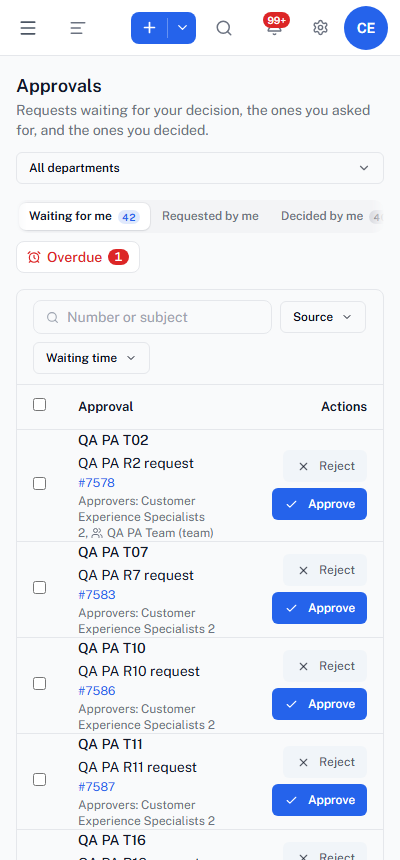 99+
CE
Approvals
Requests waiting for your decision, the ones you asked
for, and the ones you decided.
All departments
Waiting for me 42 Requested by me Decided by me
Overdue 1
Number or subject
Source
Waiting time
Approval Actions
QA PA T02
QA PA R2 request
#7578
Approvers: Customer
Experience Specialists
2, QA PA Team (team)
Reject
Approve
QA PA T07
QA PA R7 request
#7583
Approvers: Customer
Experience Specialists 2
Reject
Approve
QA PA T10
QA PA R10 request
#7586
Approvers: Customer
Experience Specialists 2
Reject
Approve
QA PA T11
QA PA R11 request
#7587
Approvers: Customer
Experience Specialists 2
Reject
Approve
QA PA T16
Reject